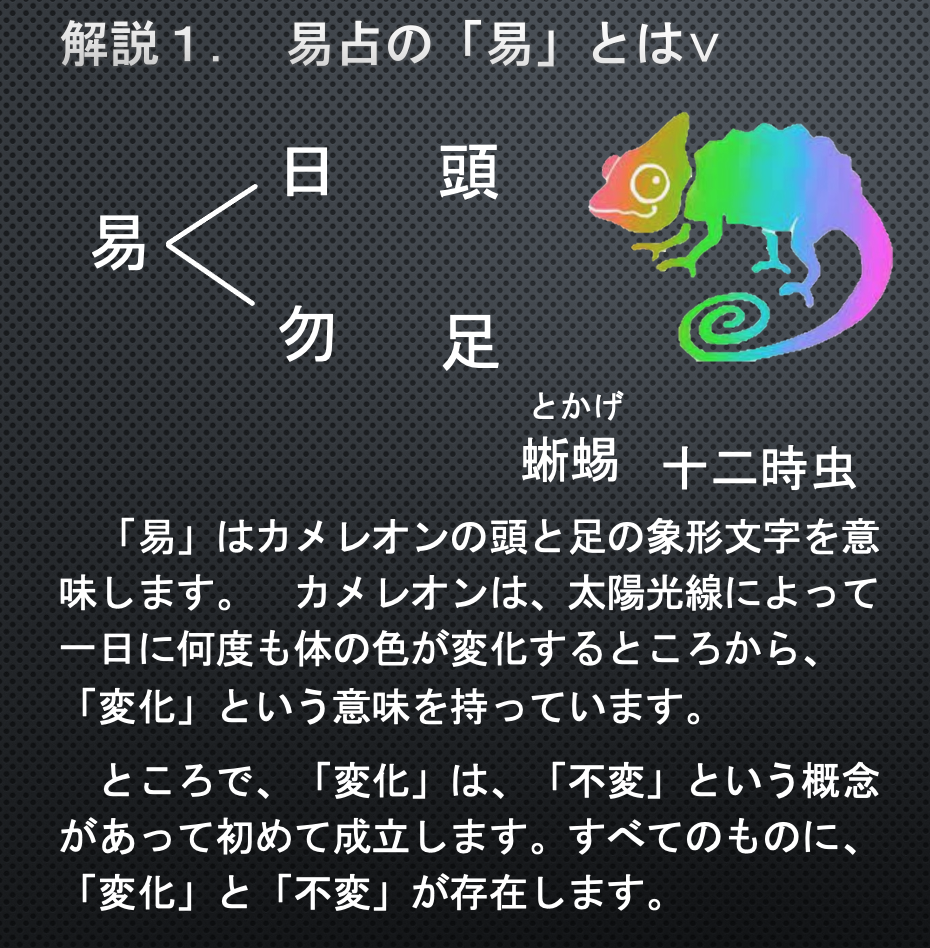 解説１．　易占の「易」とは∨
日　頭
易
勿　足
とかげ
蜥蜴　十二時虫
「易」はカメレオンの頭と足の象形文字を意
味します。　カメレオンは、太陽光線によって
一日に何度も体の色が変化するところから、
「変化」という意味を持っています。
ところで、「変化」は、「不変」という概念
があって初めて成立します。すべてのものに、
「変化」と「不変」が存在します。